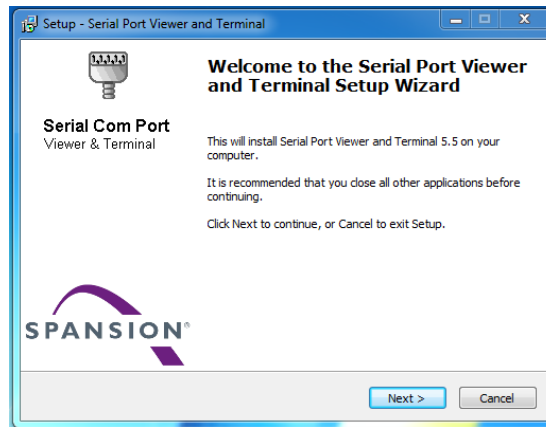 Setup - Serial Port Viewer and Terminal
Welcome to the Serial Port Viewer
and Terminal Setup Wizard
Serial Com Port
Viewer & Terminal
This will install Serial Port Viewer and Terminal 5.5 on your
computer.
It is recommended that you close all other applications before
continuing.
Click Next to continue, or Cancel to exit Setup.
SPANSION®
Next >
Cancel